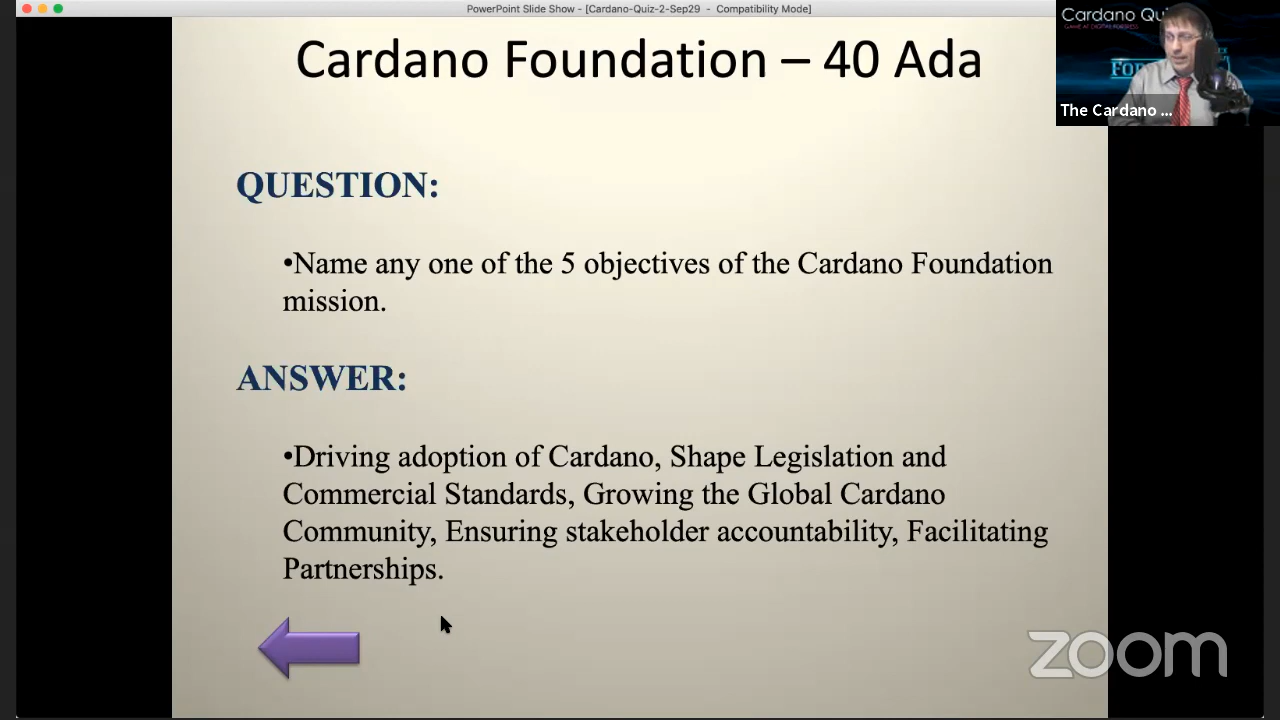 PowerPoint Slide Show - [Cardano-Quiz-2-Sep29 - Compatibility Mode]
Cardano Foundation – 40 Ada
QUESTION:
•Name any one of the 5 objectives of the Cardano Foundation
mission.
ANSWER:
•Driving adoption of Cardano, Shape Legislation and
Commercial Standards, Growing the Global Cardano
Community, Ensuring stakeholder accountability, Facilitating
Partnerships.
Cardano
The Cardano ...
zoom